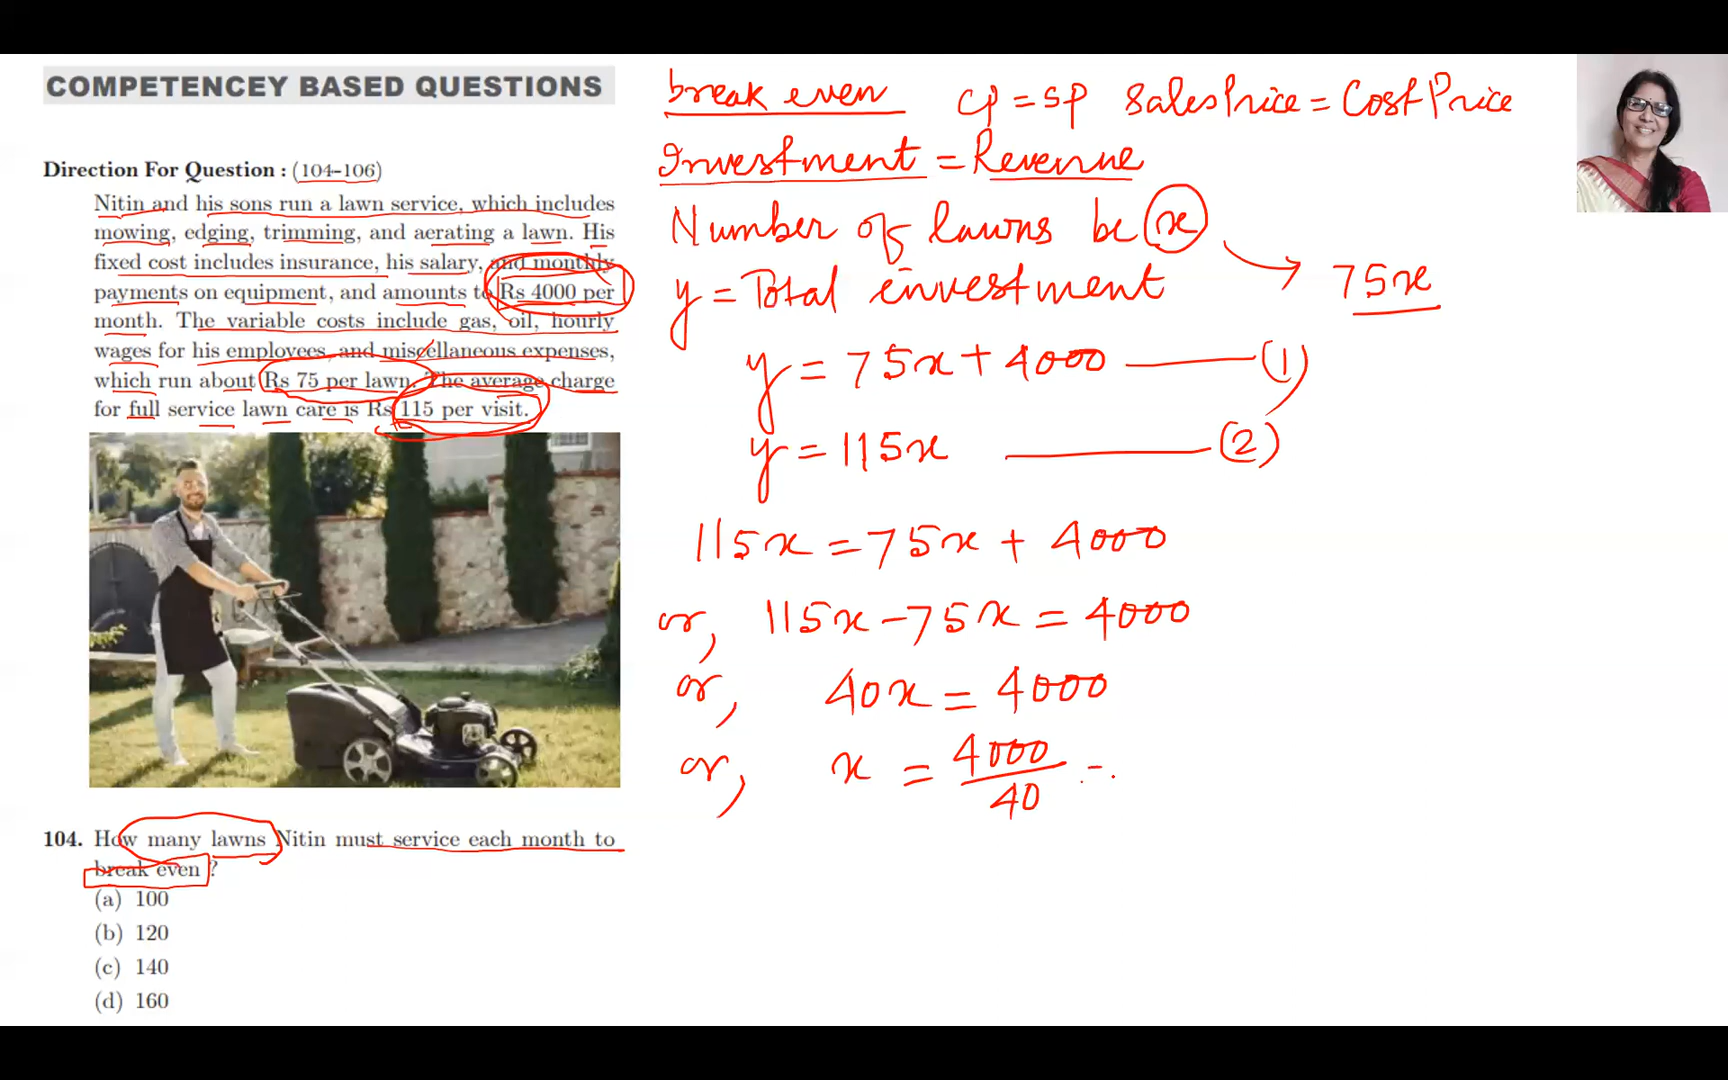 COMPETENCEY BASED QUESTIONS
Direction For Question : (104–106)
Nitin and his sons run a lawn service, which includes
mowing, edging, trimming, and aerating a lawn. His
fixed cost includes insurance, his salary, and monthly
payments on equipment, and amounts to Rs 4000 per
month. The variable costs include gas, oil, hourly
wages for his employees, and miscellaneous expenses,
which run about Rs 75 per lawn. The average charge
for full service lawn care is Rs 115 per visit.
104. How many lawns Nitin must service each month to
break even ?
(a) 100
(b) 120
(c) 140
(d) 160
break even CP = SP Sales Price = Cost Price
Investment = Revenue
Number of lawns be x
75x
y = Total investment
y = 75x + 4000 (1)
y = 115x (2)
115x = 75x + 4000
or, 115x - 75x = 4000
or, 40x = 4000
or, x = 4000/40 =